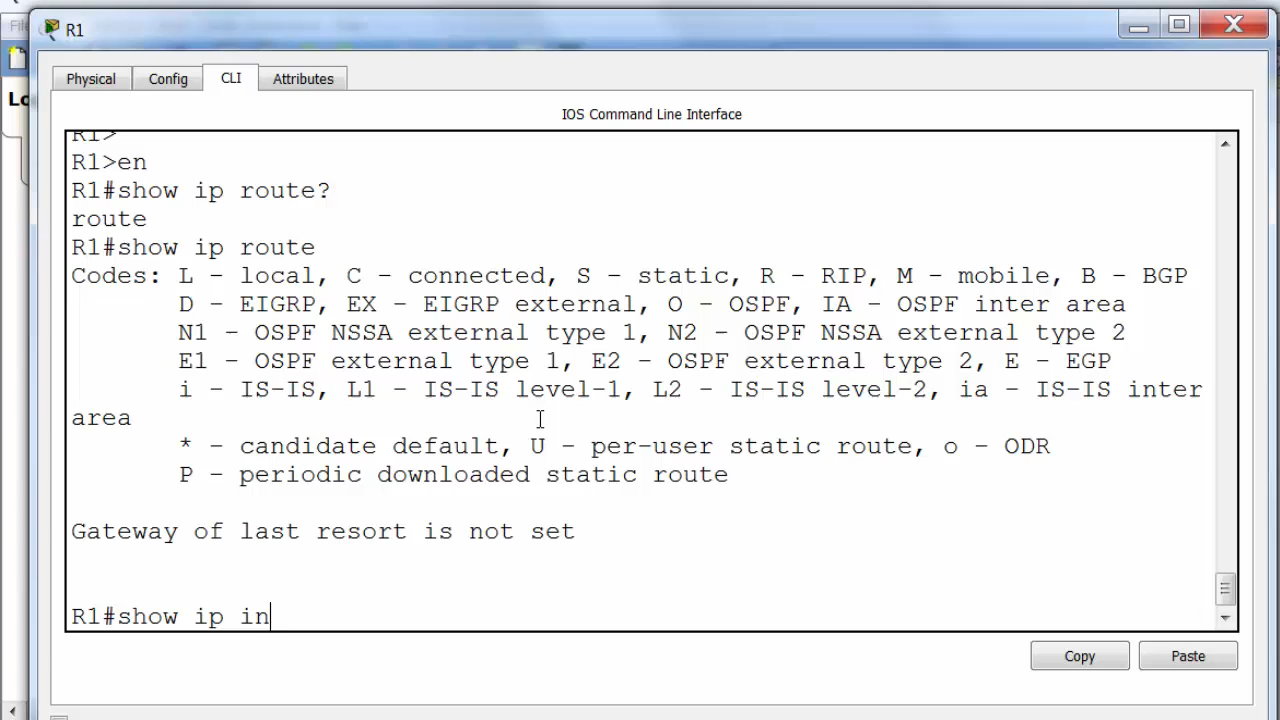 R1
Physical
Config
CLI
Attributes
IOS Command Line Interface
R1>
R1>en
R1#show ip route?
route
R1#show ip route
Codes: L - local, C - connected, S - static, R - RIP, M - mobile, B - BGP
D - EIGRP, EX - EIGRP external, O - OSPF, IA - OSPF inter area
N1 - OSPF NSSA external type 1, N2 - OSPF NSSA external type 2
E1 - OSPF external type 1, E2 - OSPF external type 2, E - EGP
i - IS-IS, L1 - IS-IS level-1, L2 - IS-IS level-2, ia - IS-IS inter
area
* - candidate default, U - per-user static route, o - ODR
P - periodic downloaded static route
Gateway of last resort is not set
R1#show ip in
Copy
Paste